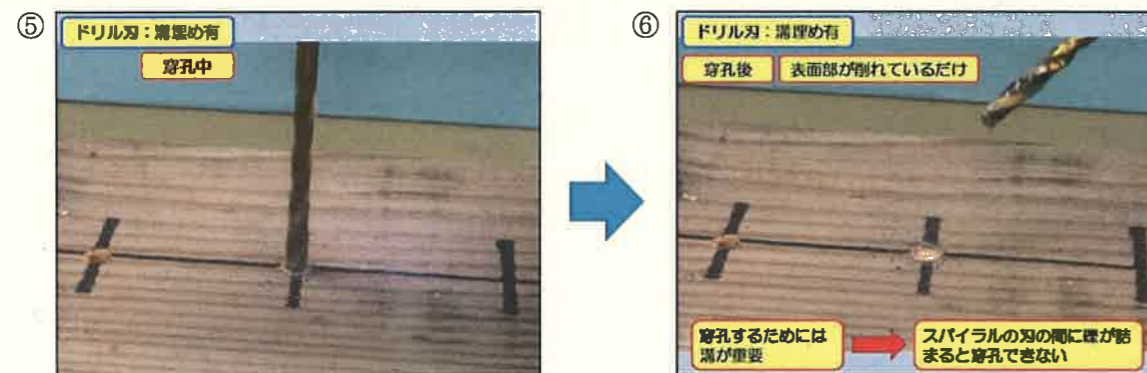 ⑤
ドリル刃：溝埋め有
穿孔中
⑥
ドリル刃：溝埋め有
穿孔後
表面部が削れているだけ
穿孔するためには
溝が重要
スパイラルの刃の間に礫が詰
まると穿孔できない